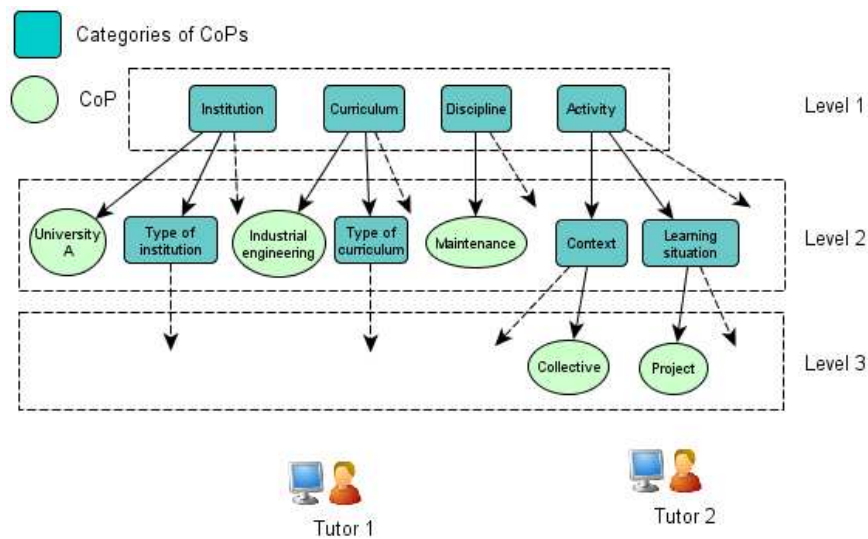 Categories of CoPs
CoP
Institution
Curriculum
Discipline
Activity
Level 1
University
A
Type of
institution
Industrial
engineering
Type of
curriculum
Maintenance
Context
Learning
situation
Level 2
Collective
Project
Level 3
Tutor 1
Tutor 2